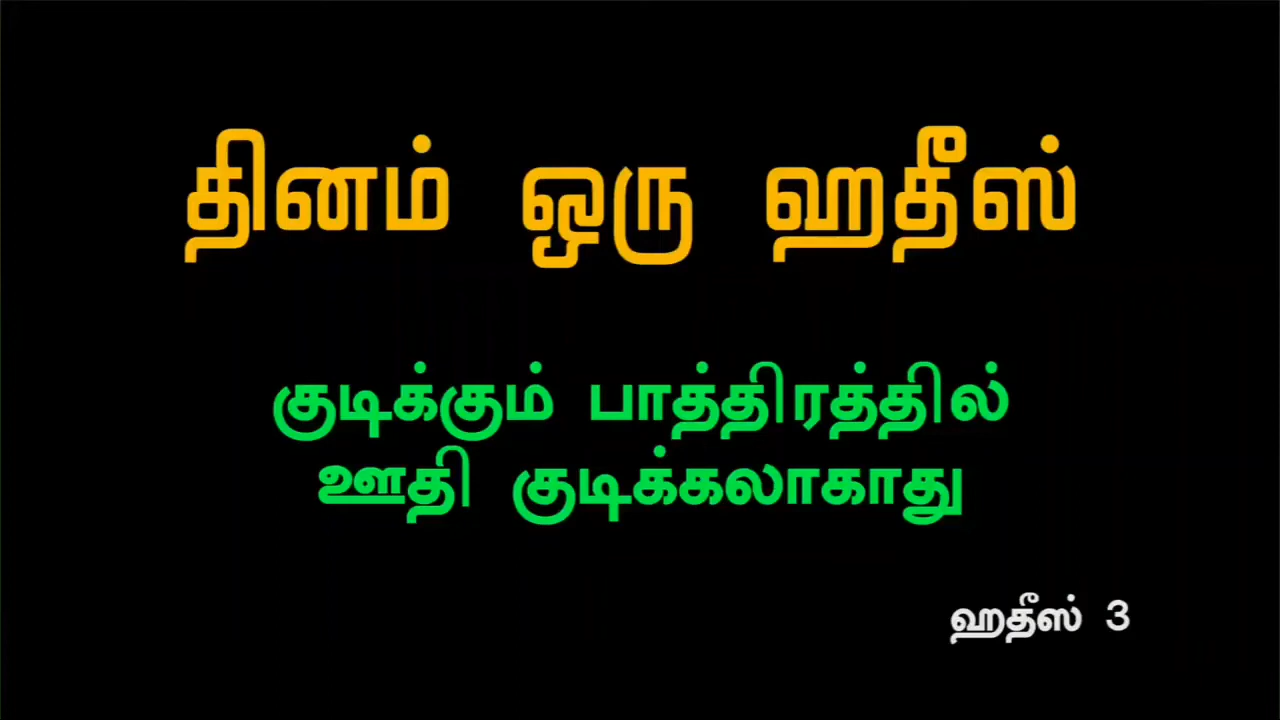 தினம் ஒரு ஹதீஸ்
குடிக்கும் பாத்திரத்தில்
ஊதி குடிக்கலாகாது
ஹதீஸ் 3